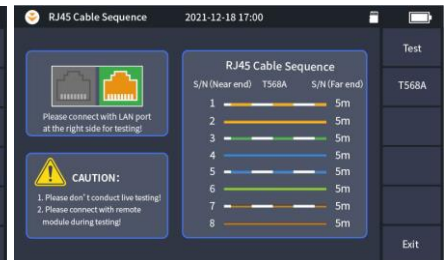 RJ45 Cable Sequence 2021-12-18 17:00
Test
T568A
Exit
Please connect with LAN port
at the right side for testing!
CAUTION:
1. Please don't conduct live testing!
2. Please connect with remote
module during testing!
RJ45 Cable Sequence
S/N (Near end) T568A S/N (Far end)
1 5m
2 5m
3 5m
4 5m
5 5m
6 5m
7 5m
8 5m